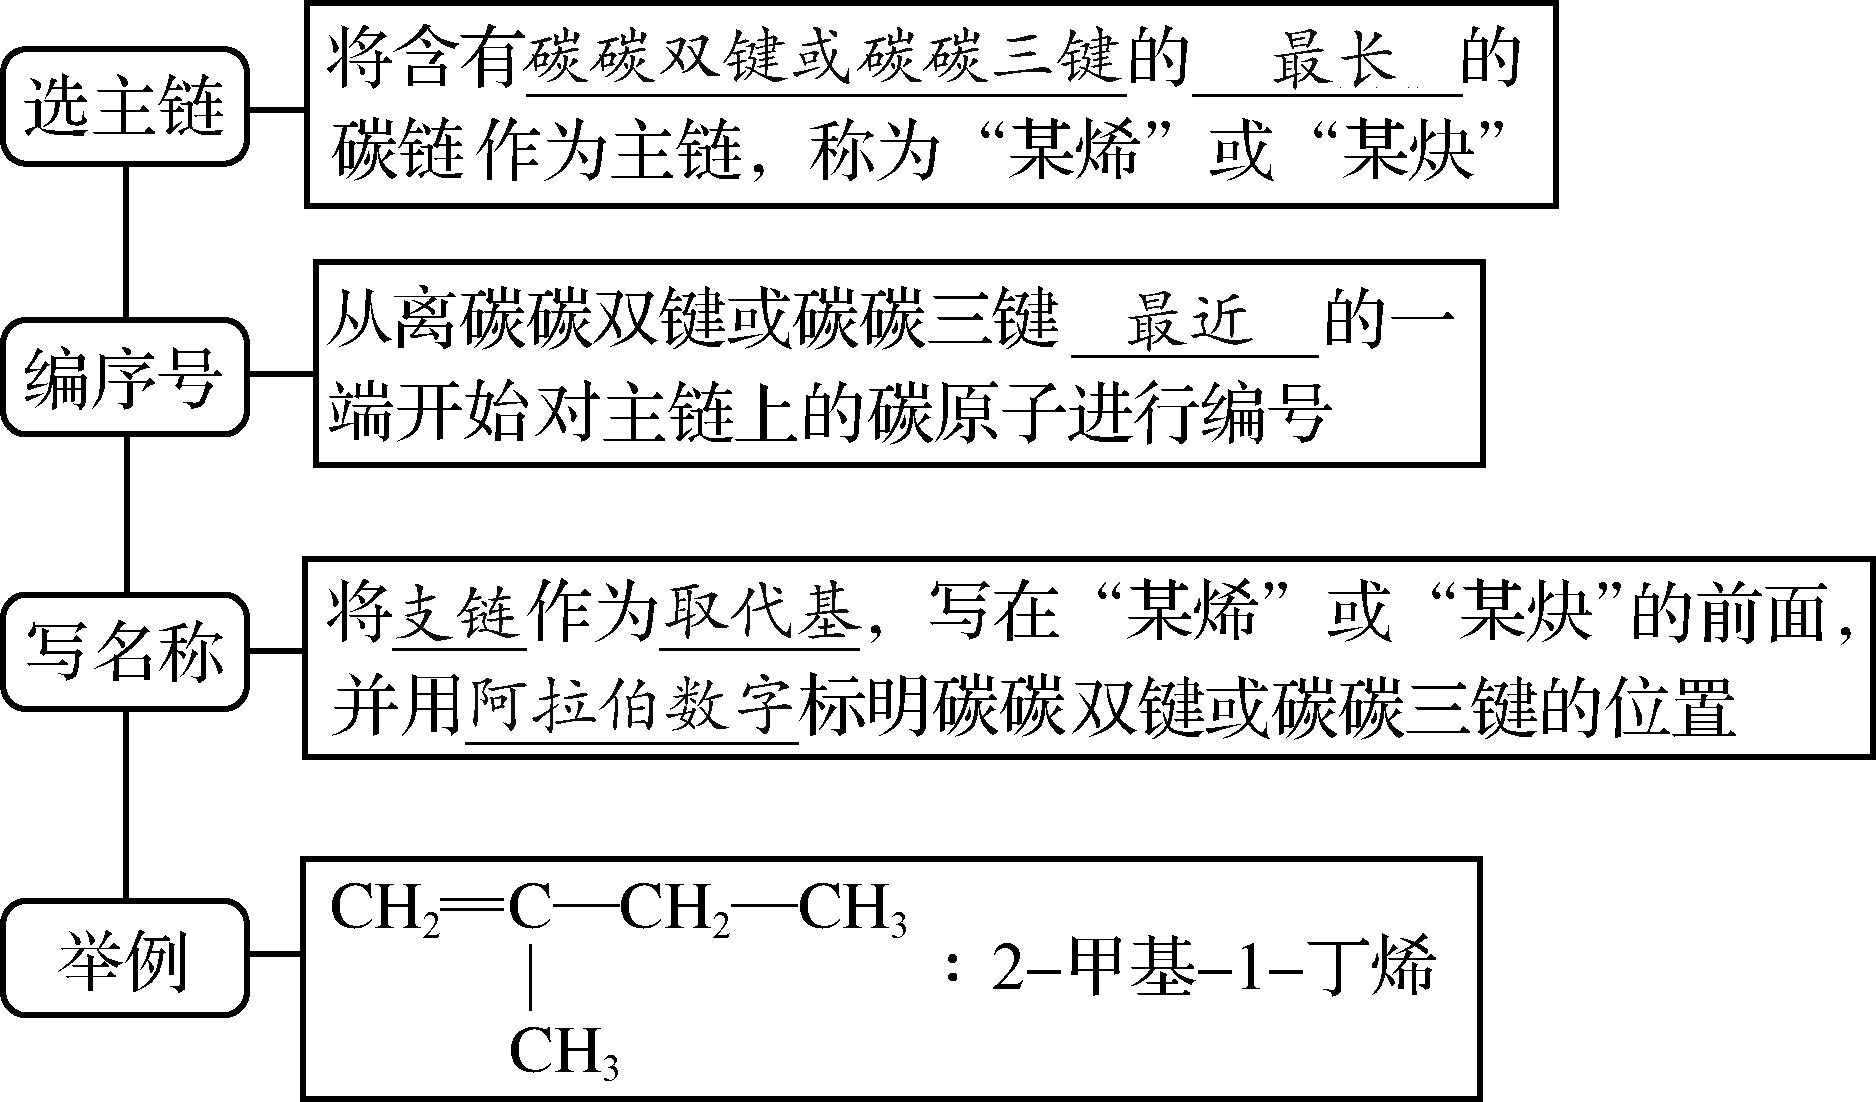 选主链
将含有碳碳双键或碳碳三键的 最长 的
碳链作为主链，称为“某烯”或“某炔”
编序号
从离碳碳双键或碳碳三键 最近 的一
端开始对主链上的碳原子进行编号
写名称
将支链作为取代基，写在“某烯”或“某炔”的前面，
并用阿拉伯数字标明碳碳双键或碳碳三键的位置
举例
CH₂══C—CH₂—CH₃
|
CH₃
：2-甲基-1-丁烯